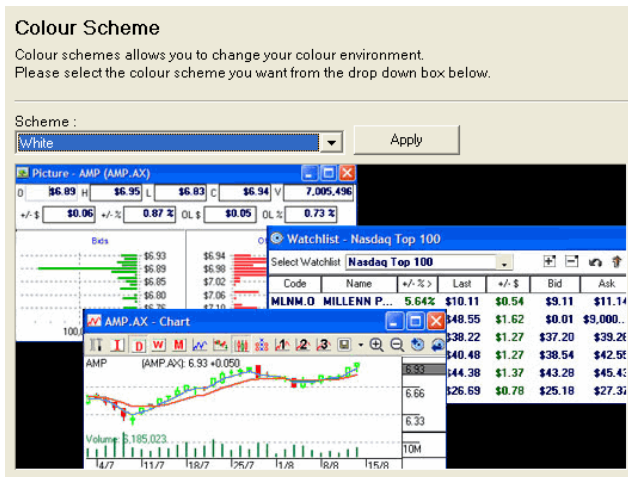 Colour Scheme
Colour schemes allows you to change your colour environment.
Please select the colour scheme you want from the drop down box below.
Scheme :
White
Apply
Picture - AMP (AMP.AX)
O $6.89 H $6.95 L $6.83 C $6.94 V 7,005,496
+/- $ $0.06 +/- % 0.87 % OL $ $0.05 OL % 0.73 %
Bids
$6.93 $6.94
$6.89 $6.98
$6.85 $7.02
$6.80 $7.06
$6.76 $7.10
100,0
Watchlist - Nasdaq Top 100
Select Watchlist Nasdaq Top 100
Code Name +/- % > Last +/- $ Bid Ask
MLNM.O MILLENN P... 5.64% $10.11 $0.54 $9.11 $11.14
$48.55 $1.62 $0.01 $9,000..
$38.22 $1.27 $37.20 $39.28
$40.48 $1.27 $38.54 $42.55
$44.38 $1.37 $43.28 $45.43
$26.69 $0.78 $25.18 $27.37
AMP.AX - Chart
I D W M 1 2 3
AMP (AMP.AX): 6.93 +0.050
6.93
6.66
6.33
Volume: 6,185,023
10M
4/7 11/7 18/7 25/7 1/8 8/8 15/8